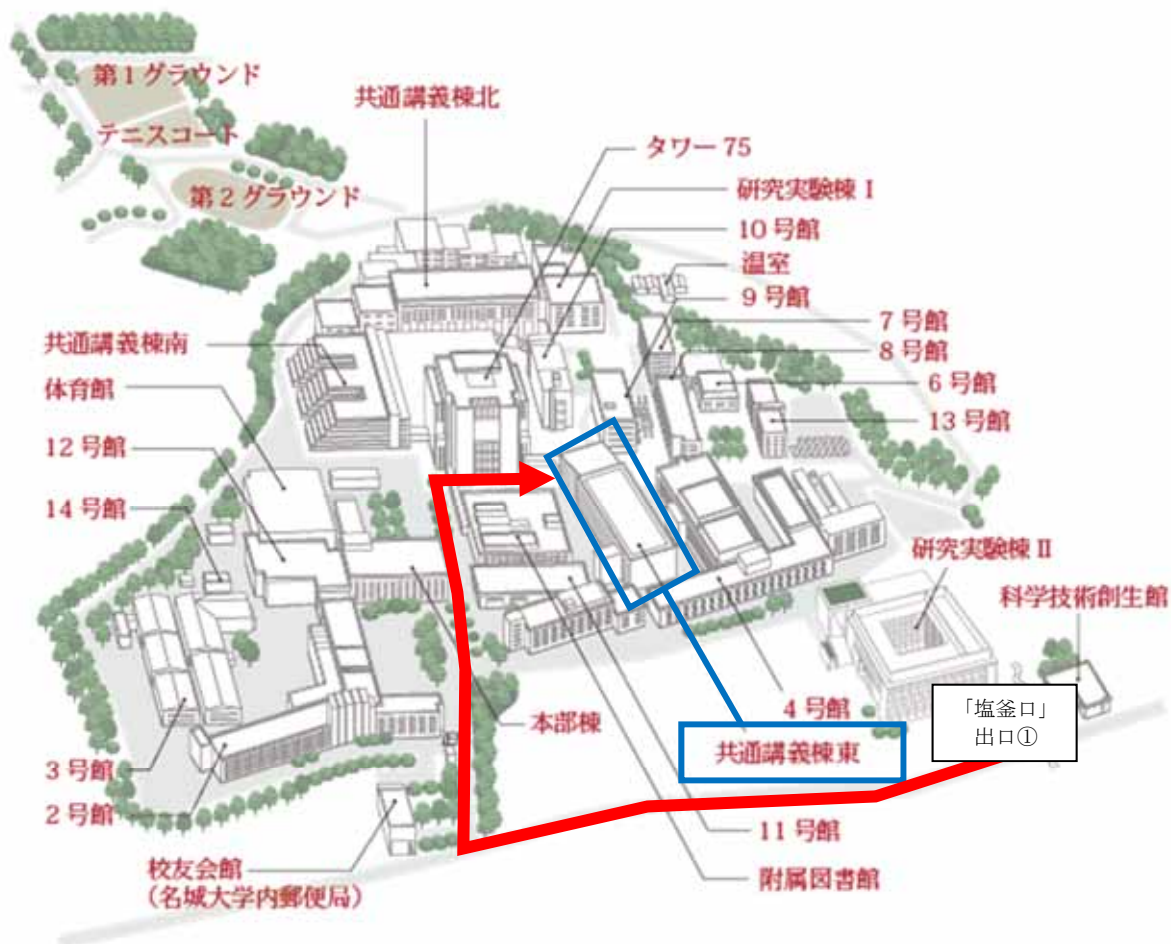 第1グラウンド
テニスコート
第2グラウンド
共通講義棟北
タワー75
研究実験棟Ⅰ
10号館
温室
9号館
7号館
8号館
6号館
13号館
共通講義棟南
体育館
12号館
14号館
研究実験棟Ⅱ
科学技術創生館
「塩釜口」
出口①
4号館
本部棟
共通講義棟東
3号館
2号館
11号館
附属図書館
校友会館
(名城大学内郵便局)